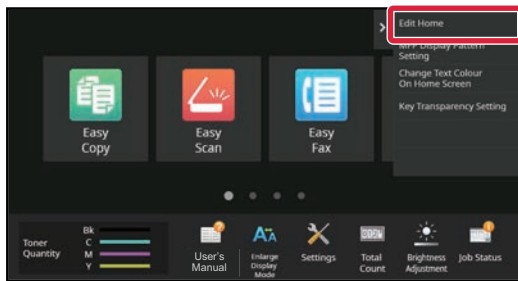 Edit Home
MFP Display Pattern
Setting
Change Text Colour
On Home Screen
Key Transparency Setting
Easy
Copy
Easy
Scan
Easy
Fax
Toner
Quantity
Bk
C
M
Y
User's
Manual
Enlarge
Display
Mode
Settings
Total
Count
Brightness
Adjustment
Job Status